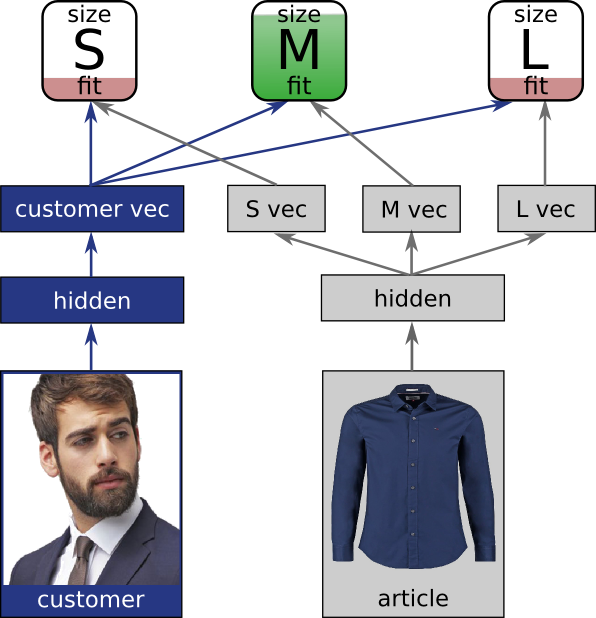 size
S
fit
size
M
fit
size
L
fit
customer vec
S vec
M vec
L vec
hidden
hidden
customer
article